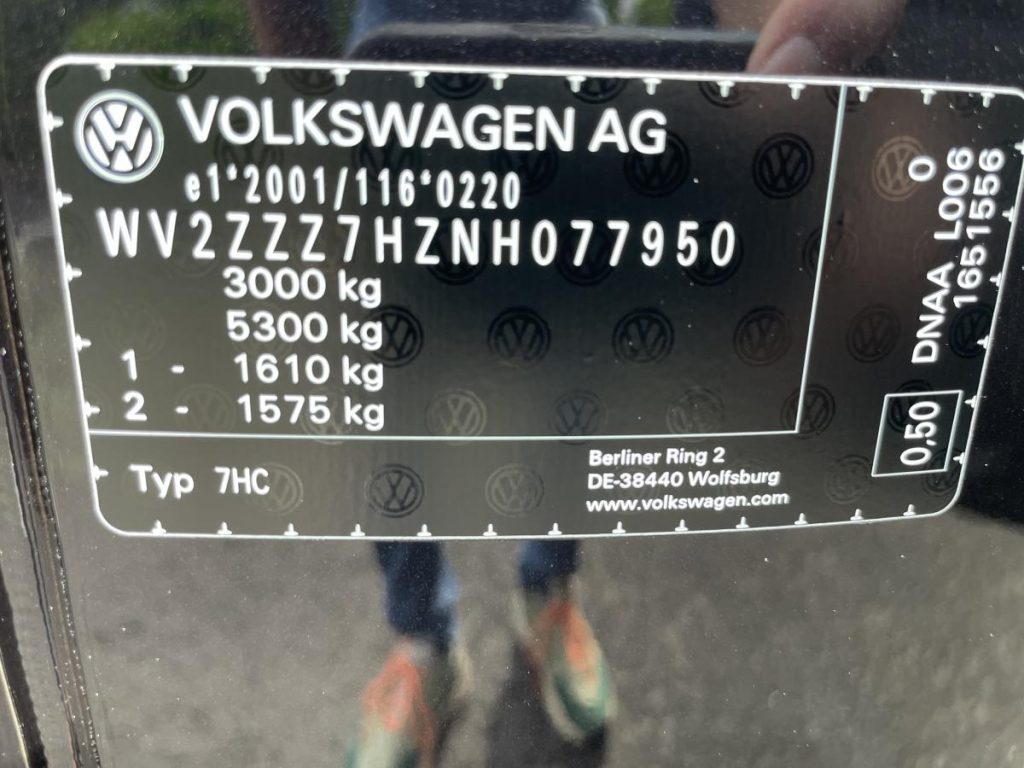 VOLKSWAGEN AG
e1*2001/116*0220
WV2ZZZ7HZNH077950
3000 kg
5300 kg
1 - 1610 kg
2 - 1575 kg
Typ 7HC
Berliner Ring 2
DE-38440 Wolfsburg
www.volkswagen.com
0
DNAA L006
1651556
0,50